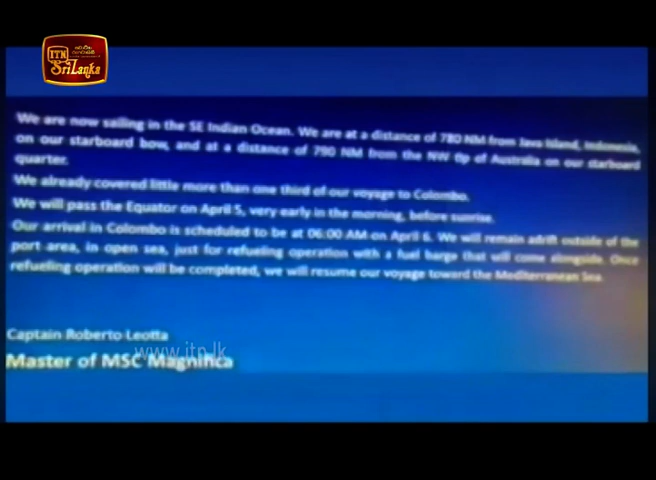 ITN
Sri Lanka
We are now sailing in the SE Indian Ocean. We are at a distance of 780 NM from Java Island, Indonesia,
on our starboard bow, and at a distance of 790 NM from the NW tip of Australia on our starboard
quarter.
We already covered little more than one third of our voyage to Colombo.
We will pass the Equator on April 5, very early in the morning, before sunrise.
Our arrival in Colombo is scheduled to be at 06:00 AM on April 6. We will remain adrift outside of the
port area, in open sea, just for refueling operation with a fuel barge that will come alongside. Once
refueling operation will be completed, we will resume our voyage toward the Mediterranean Sea.
Captain Roberto Leotta
www.itn.lk
Master of MSC Magnifica